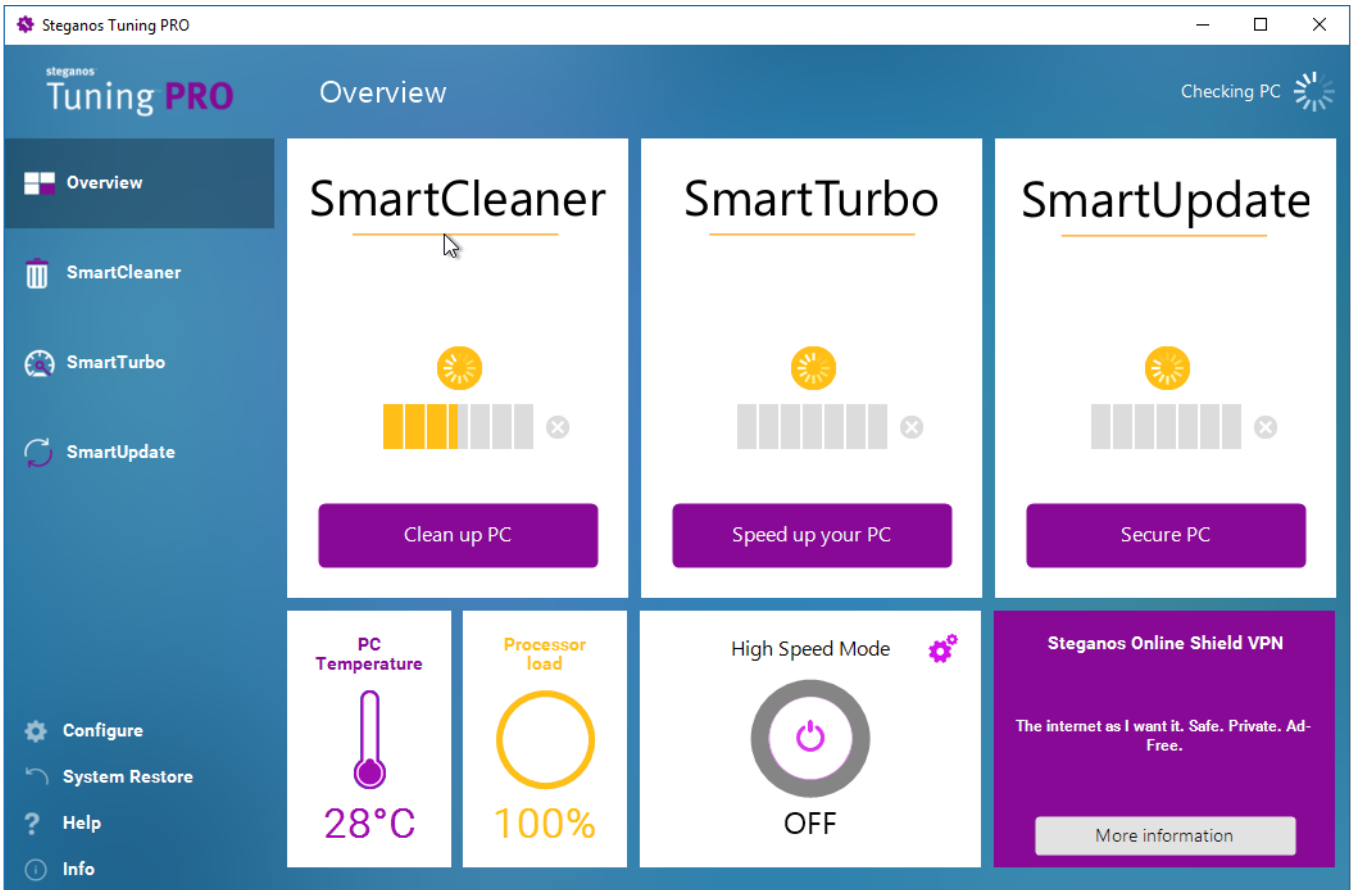 Steganos Tuning PRO
steganos
Tuning PRO
Overview
Checking PC
Overview
SmartCleaner
SmartTurbo
SmartUpdate
Configure
System Restore
Help
Info
SmartCleaner
Clean up PC
SmartTurbo
Speed up your PC
SmartUpdate
Secure PC
PC
Temperature
28°C
Processor
load
100%
High Speed Mode
OFF
Steganos Online Shield VPN
The internet as I want it. Safe. Private. Ad-
Free.
More information